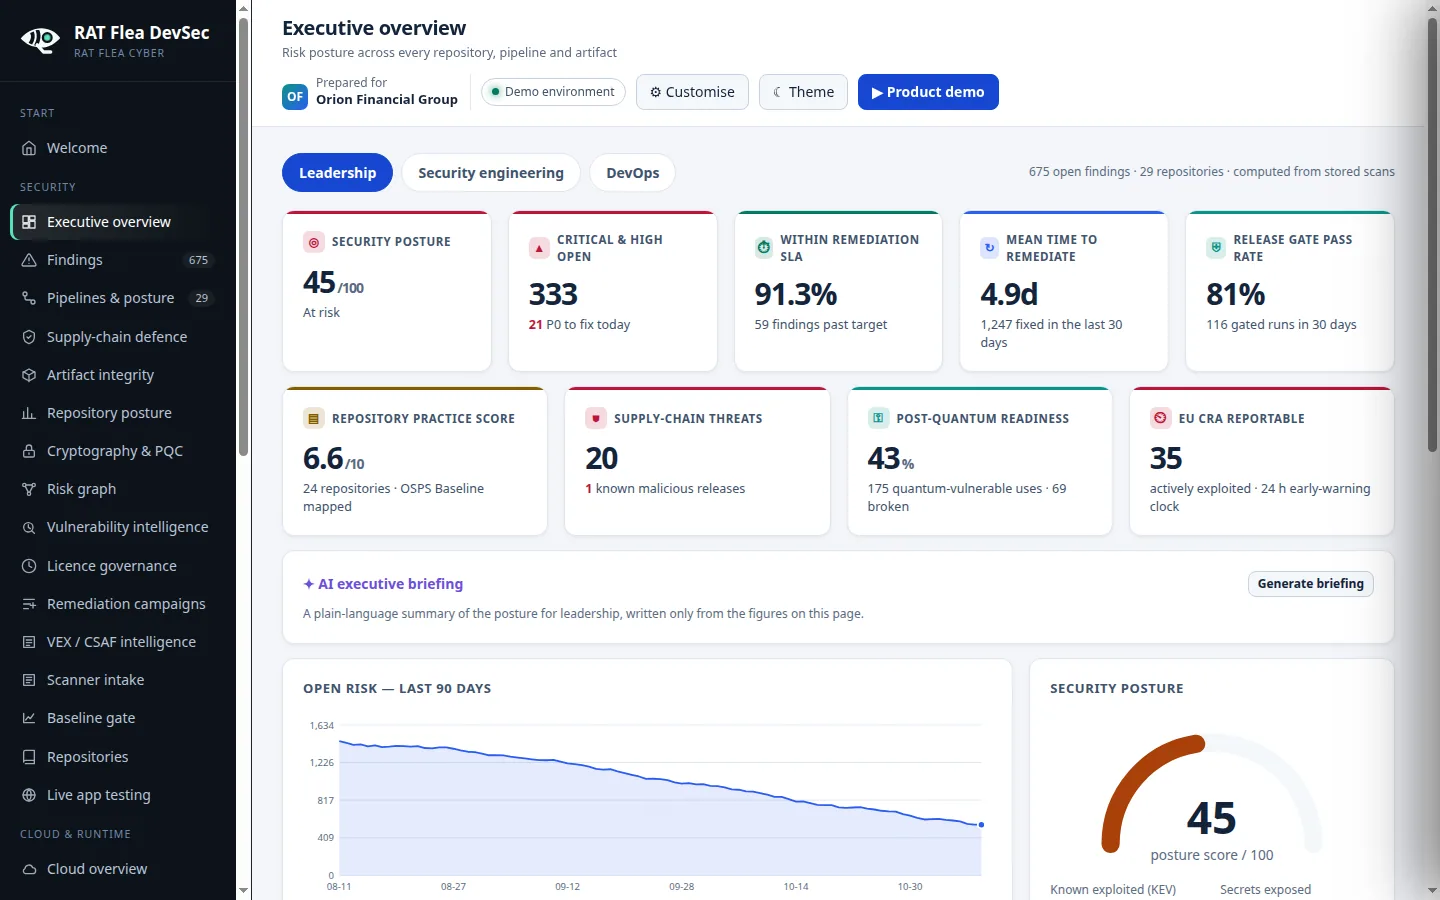 RAT Flea DevSec
RAT FLEA CYBER
START
Welcome
SECURITY
Executive overview
Findings 675
Pipelines & posture 29
Supply-chain defence
Artifact integrity
Repository posture
Cryptography & PQC
Risk graph
Vulnerability intelligence
Licence governance
Remediation campaigns
VEX / CSAF intelligence
Scanner intake
Baseline gate
Repositories
Live app testing
CLOUD & RUNTIME
Cloud overview
Executive overview
Risk posture across every repository, pipeline and artifact
OF
Prepared for
Orion Financial Group
Demo environment
Customise
Theme
Product demo
Leadership
Security engineering
DevOps
675 open findings · 29 repositories · computed from stored scans
SECURITY POSTURE
45/100
At risk
CRITICAL & HIGH
OPEN
333
21 P0 to fix today
WITHIN REMEDIATION
SLA
91.3%
59 findings past target
MEAN TIME TO
REMEDIATE
4.9d
1,247 fixed in the last 30
days
RELEASE GATE PASS
RATE
81%
116 gated runs in 30 days
REPOSITORY PRACTICE SCORE
6.6/10
24 repositories · OSPS Baseline
mapped
SUPPLY-CHAIN THREATS
20
1 known malicious releases
POST-QUANTUM READINESS
43%
175 quantum-vulnerable uses · 69
broken
EU CRA REPORTABLE
35
actively exploited · 24 h early-warning
clock
AI executive briefing
Generate briefing
A plain-language summary of the posture for leadership, written only from the figures on this page.
OPEN RISK — LAST 90 DAYS
1,634
1,226
817
409
0
08-11 08-27 09-12 09-28 10-14 10-30
SECURITY POSTURE
45
posture score / 100
Known exploited (KEV)
Secrets exposed